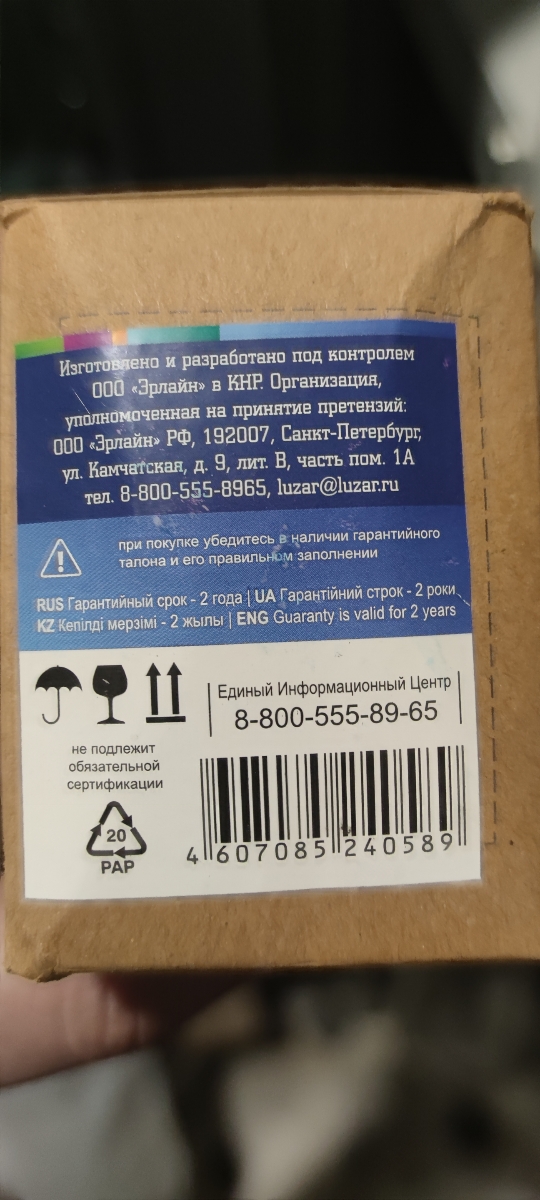 Изготовлено и разработано под контролем
ООО «Эрлайн» в КНР. Организация,
уполномоченная на принятие претензий:
ООО «Эрлайн» РФ, 192007, Санкт-Петербург,
ул. Камчатская, д. 9, лит. В, часть пом. 1А
тел. 8-800-555-8965, luzar@luzar.ru
при покупке убедитесь в наличии гарантийного
талона и его правильном заполнении
RUS Гарантийный срок - 2 года | UA Гарантійний строк - 2 роки
KZ Кепілді мерзімі - 2 жылы | ENG Guaranty is valid for 2 years
Единый Информационный Центр
8-800-555-89-65
не подлежит
обязательной
сертификации
20
PAP
4 607085 240589